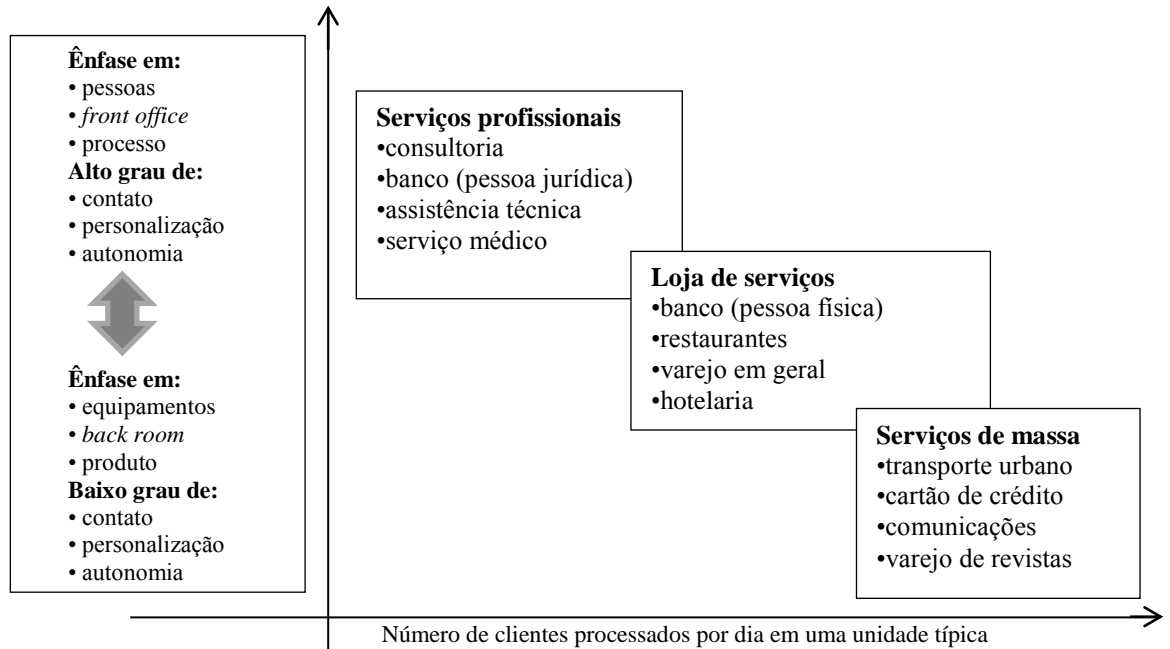 Ênfase em:
• pessoas
• front office
• processo
Alto grau de:
• contato
• personalização
• autonomia
Ênfase em:
• equipamentos
• back room
• produto
Baixo grau de:
• contato
• personalização
• autonomia
Serviços profissionais
•consultoria
•banco (pessoa jurídica)
•assistência técnica
•serviço médico
Loja de serviços
•banco (pessoa física)
•restaurantes
•varejo em geral
•hotelaria
Serviços de massa
•transporte urbano
•cartão de crédito
•comunicações
•varejo de revistas
Número de clientes processados por dia em uma unidade típica